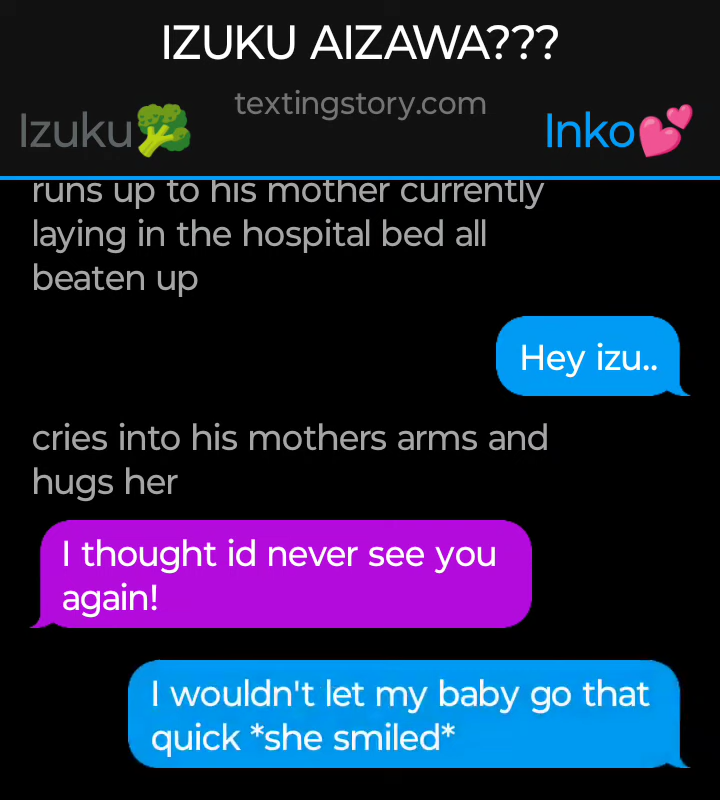 IZUKU AIZAWA???
textingstory.com
Izuku🥦
Inko💕
runs up to his mother currently
laying in the hospital bed all
beaten up
Hey izu..
cries into his mothers arms and
hugs her
I thought id never see you
again!
I wouldn't let my baby go that
quick *she smiled*